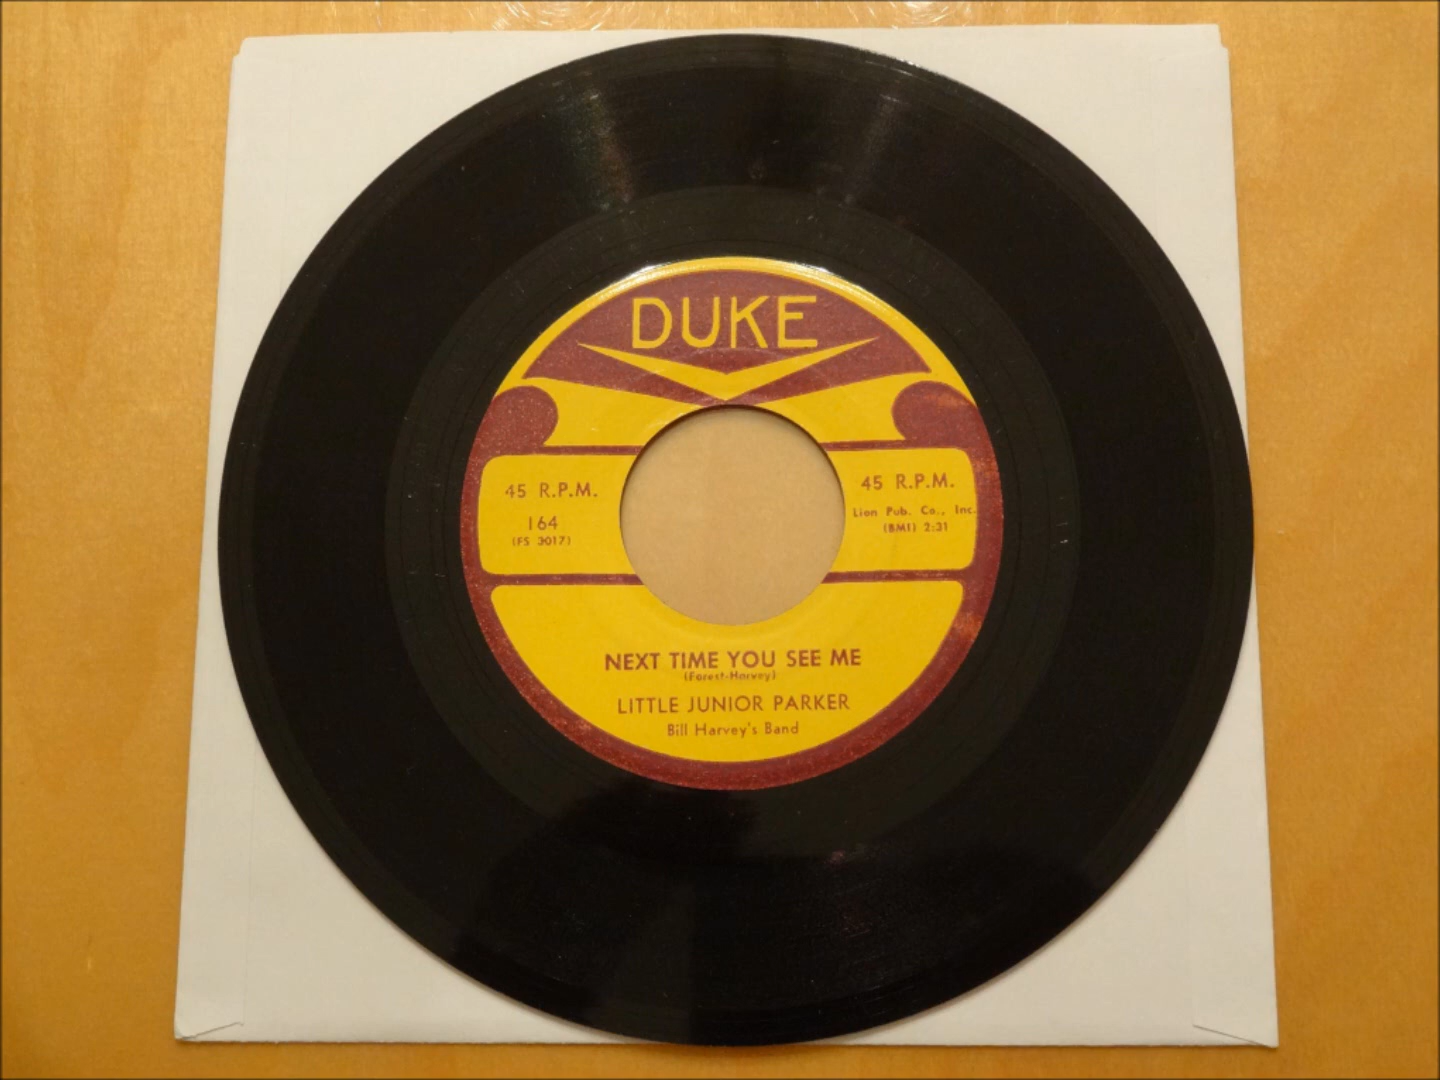 DUKE
45 R.P.M.
164
(FS 3017)
45 R.P.M.
Lion Pub. Co., Inc.
(BMI) 2:31
NEXT TIME YOU SEE ME
(Forest-Harvey)
LITTLE JUNIOR PARKER
Bill Harvey's Band